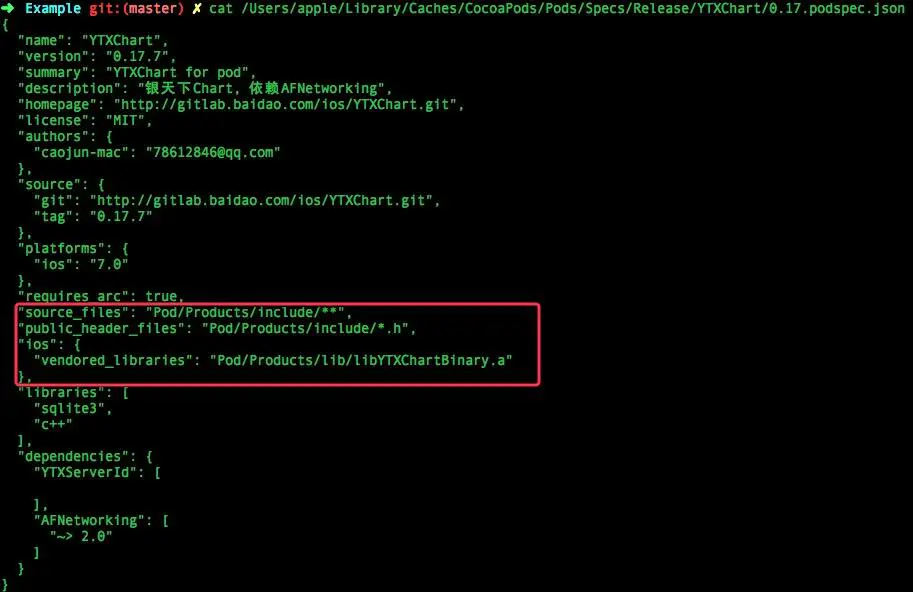 ➜  Example git:(master) ✗ cat /Users/apple/Library/Caches/CocoaPods/Pods/Specs/Release/YTXChart/0.17.podspec.json
{
  "name": "YTXChart",
  "version": "0.17.7",
  "summary": "YTXChart for pod",
  "description": "银天下Chart, 依赖AFNetworking",
  "homepage": "http://gitlab.baidao.com/ios/YTXChart.git",
  "license": "MIT",
  "authors": {
    "caojun-mac": "78612846@qq.com"
  },
  "source": {
    "git": "http://gitlab.baidao.com/ios/YTXChart.git",
    "tag": "0.17.7"
  },
  "platforms": {
    "ios": "7.0"
  },
  "requires_arc": true,
  "source_files": "Pod/Products/include/**",
  "public_header_files": "Pod/Products/include/*.h",
  "ios": {
    "vendored_libraries": "Pod/Products/lib/libYTXChartBinary.a"
  },
  "libraries": [
    "sqlite3",
    "c++"
  ],
  "dependencies": {
    "YTXServerId": [

    ],
    "AFNetworking": [
      "~> 2.0"
    ]
  }
}